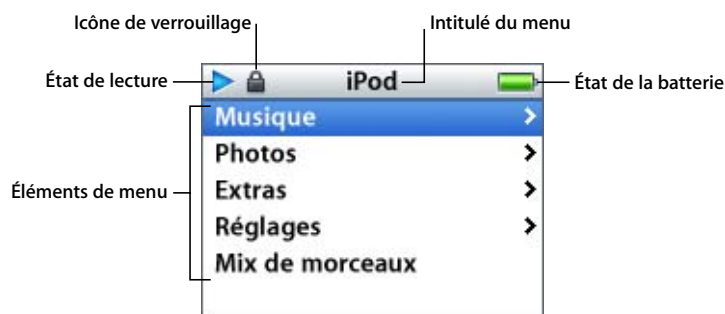 Icône de verrouillage
Intitulé du menu
État de lecture
iPod
État de la batterie
Musique
Photos
Éléments de menu
Extras
Réglages
Mix de morceaux